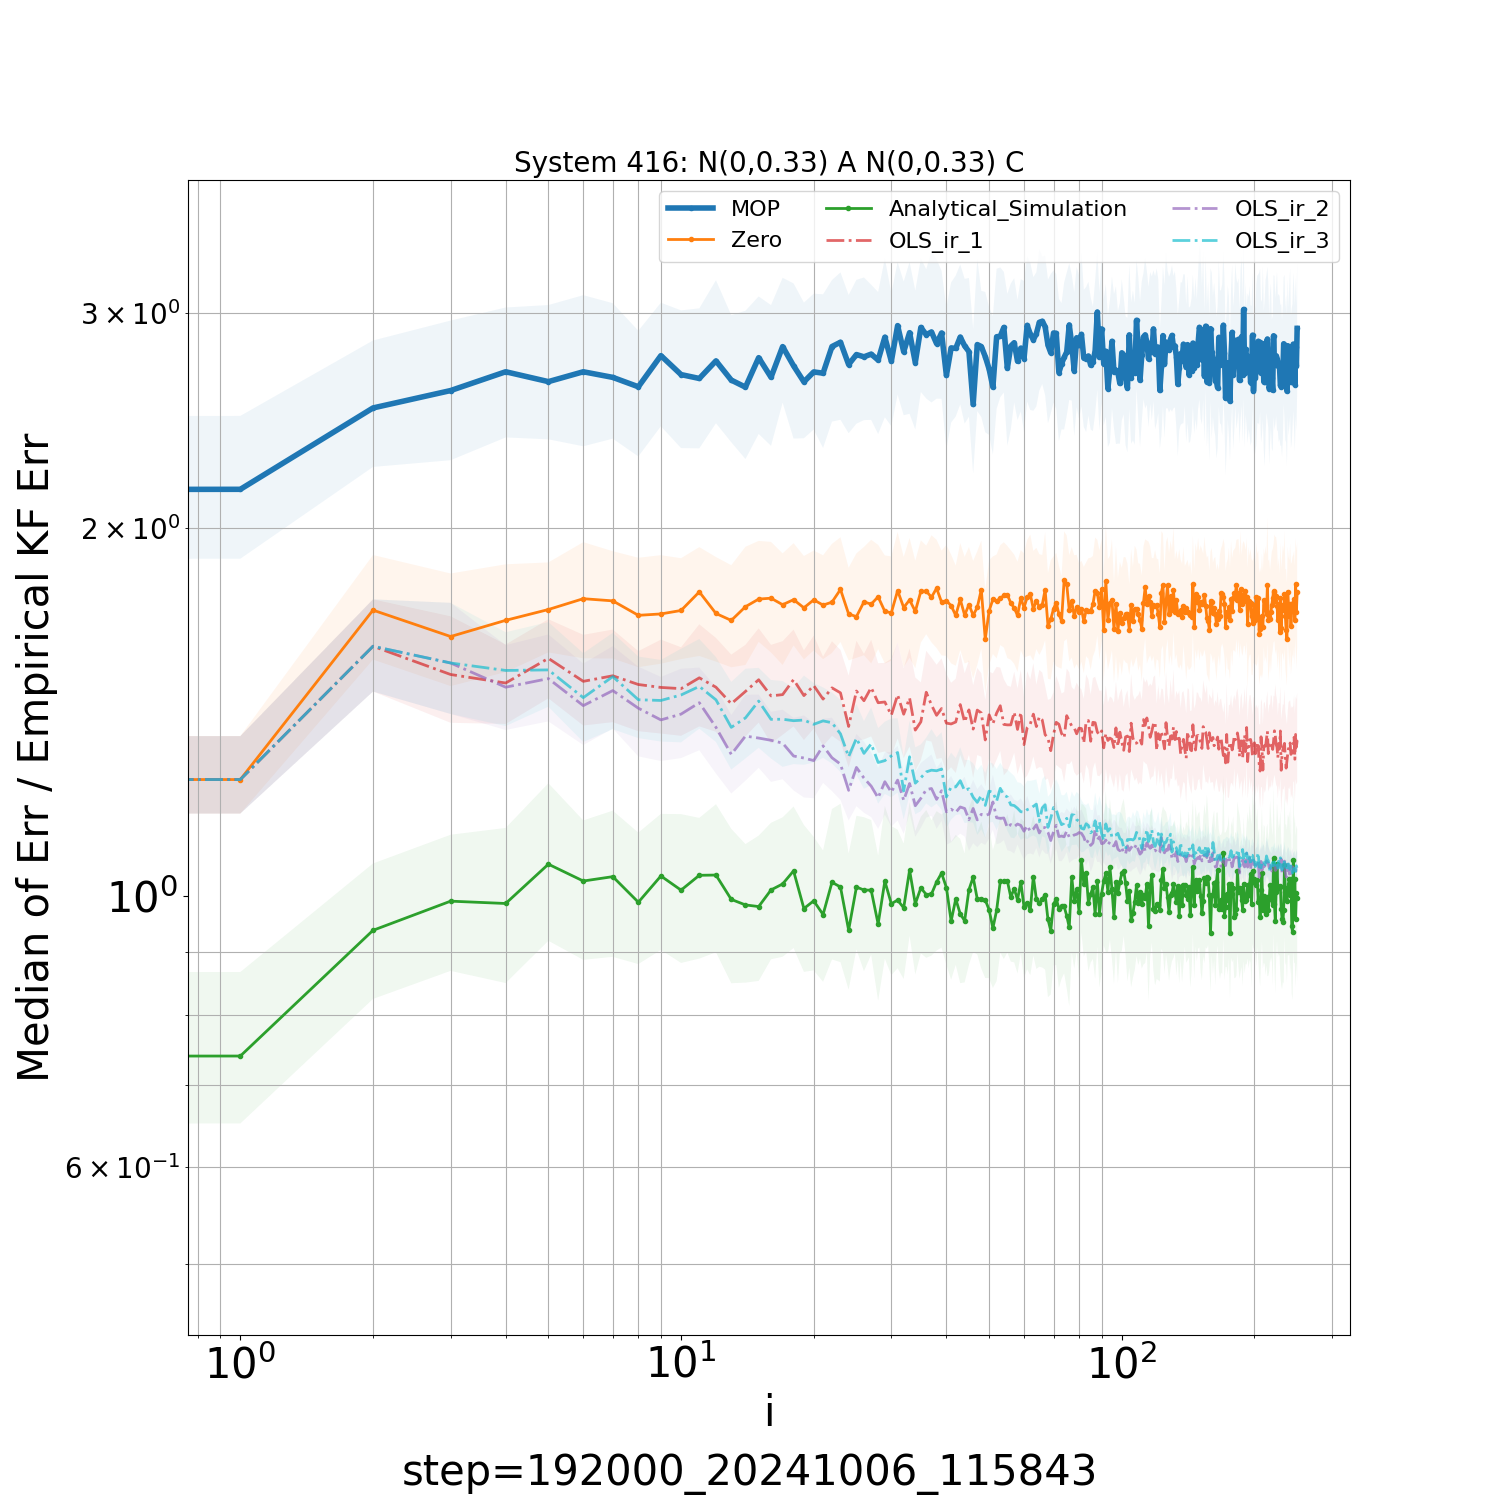 System 416: N(0,0.33) A N(0,0.33) C
MOP
Zero
Analytical_Simulation
OLS_ir_1
OLS_ir_2
OLS_ir_3
Median of Err / Empirical KF Err
3 × 10⁰
2 × 10⁰
10⁰
6 × 10⁻¹
10⁰ 10¹ 10²
i
step=192000_20241006_115843